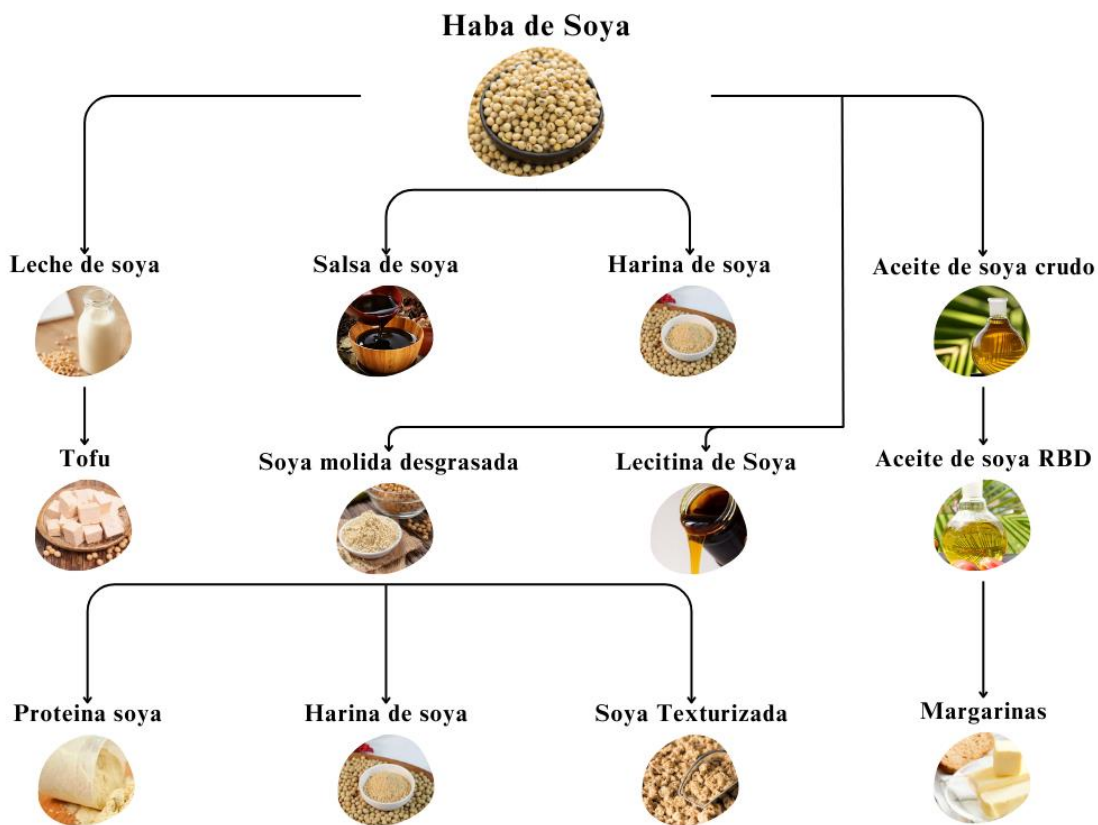 Haba de Soya
Leche de soya
Salsa de soya
Harina de soya
Aceite de soya crudo
Tofu
Soya molida desgrasada
Lecitina de Soya
Aceite de soya RBD
Proteina soya
Harina de soya
Soya Texturizada
Margarinas